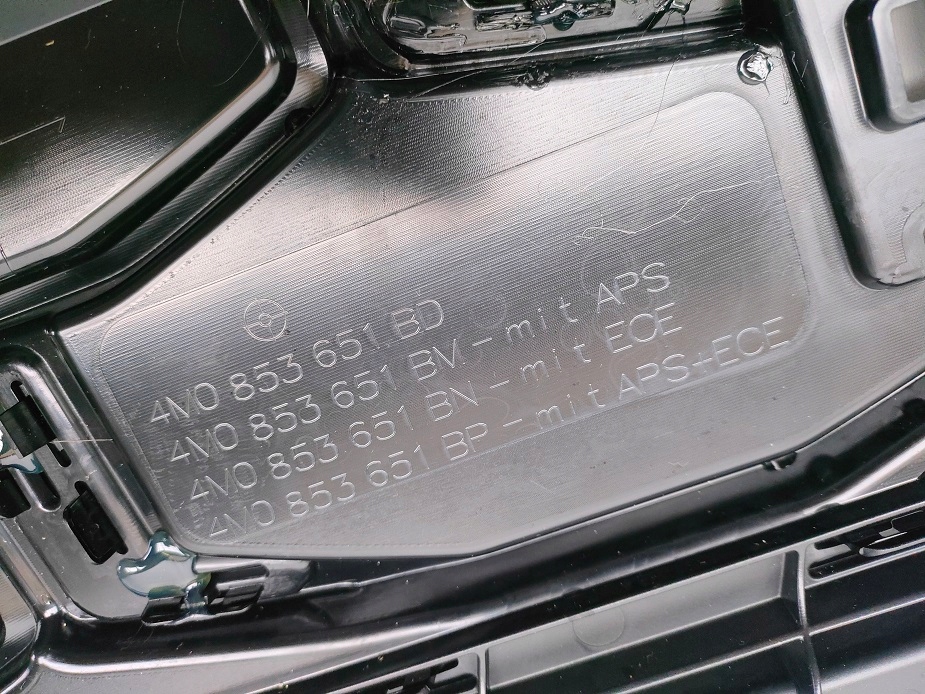 4M0 853 651 BD
4M0 853 651 BM - mit APS
4M0 853 651 BN - mit ECE
4M0 853 651 BP - mit APS+ECE